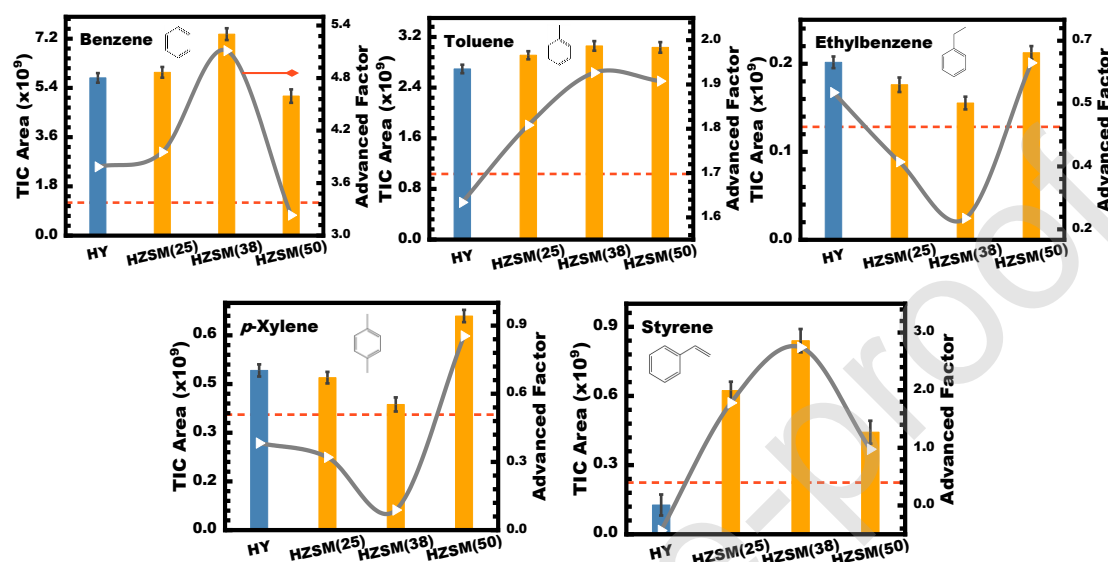 Benzene
TIC Area (x10⁹)
7.2
5.4
3.6
1.8
0.0
5.4
4.8
4.2
3.6
3.0
Advanced Factor
HY HZSM(25) HZSM(38) HZSM(50)
Toluene
TIC Area (x10⁹)
3.2
2.4
1.6
0.8
0.0
2.0
1.9
1.8
1.7
1.6
Advanced Factor
HY HZSM(25) HZSM(38) HZSM(50)
Ethylbenzene
TIC Area (x10⁹)
0.2
0.1
0.0
0.7
0.5
0.4
0.2
Advanced Factor
HY HZSM(25) HZSM(38) HZSM(50)
p-Xylene
TIC Area (x10⁹)
0.6
0.5
0.3
0.2
0.0
0.9
0.6
0.3
0.0
Advanced Factor
HY HZSM(25) HZSM(38) HZSM(50)
Styrene
TIC Area (x10⁹)
0.9
0.6
0.3
0.0
3.0
2.0
1.0
0.0
Advanced Factor
HY HZSM(25) HZSM(38) HZSM(50)
-proof